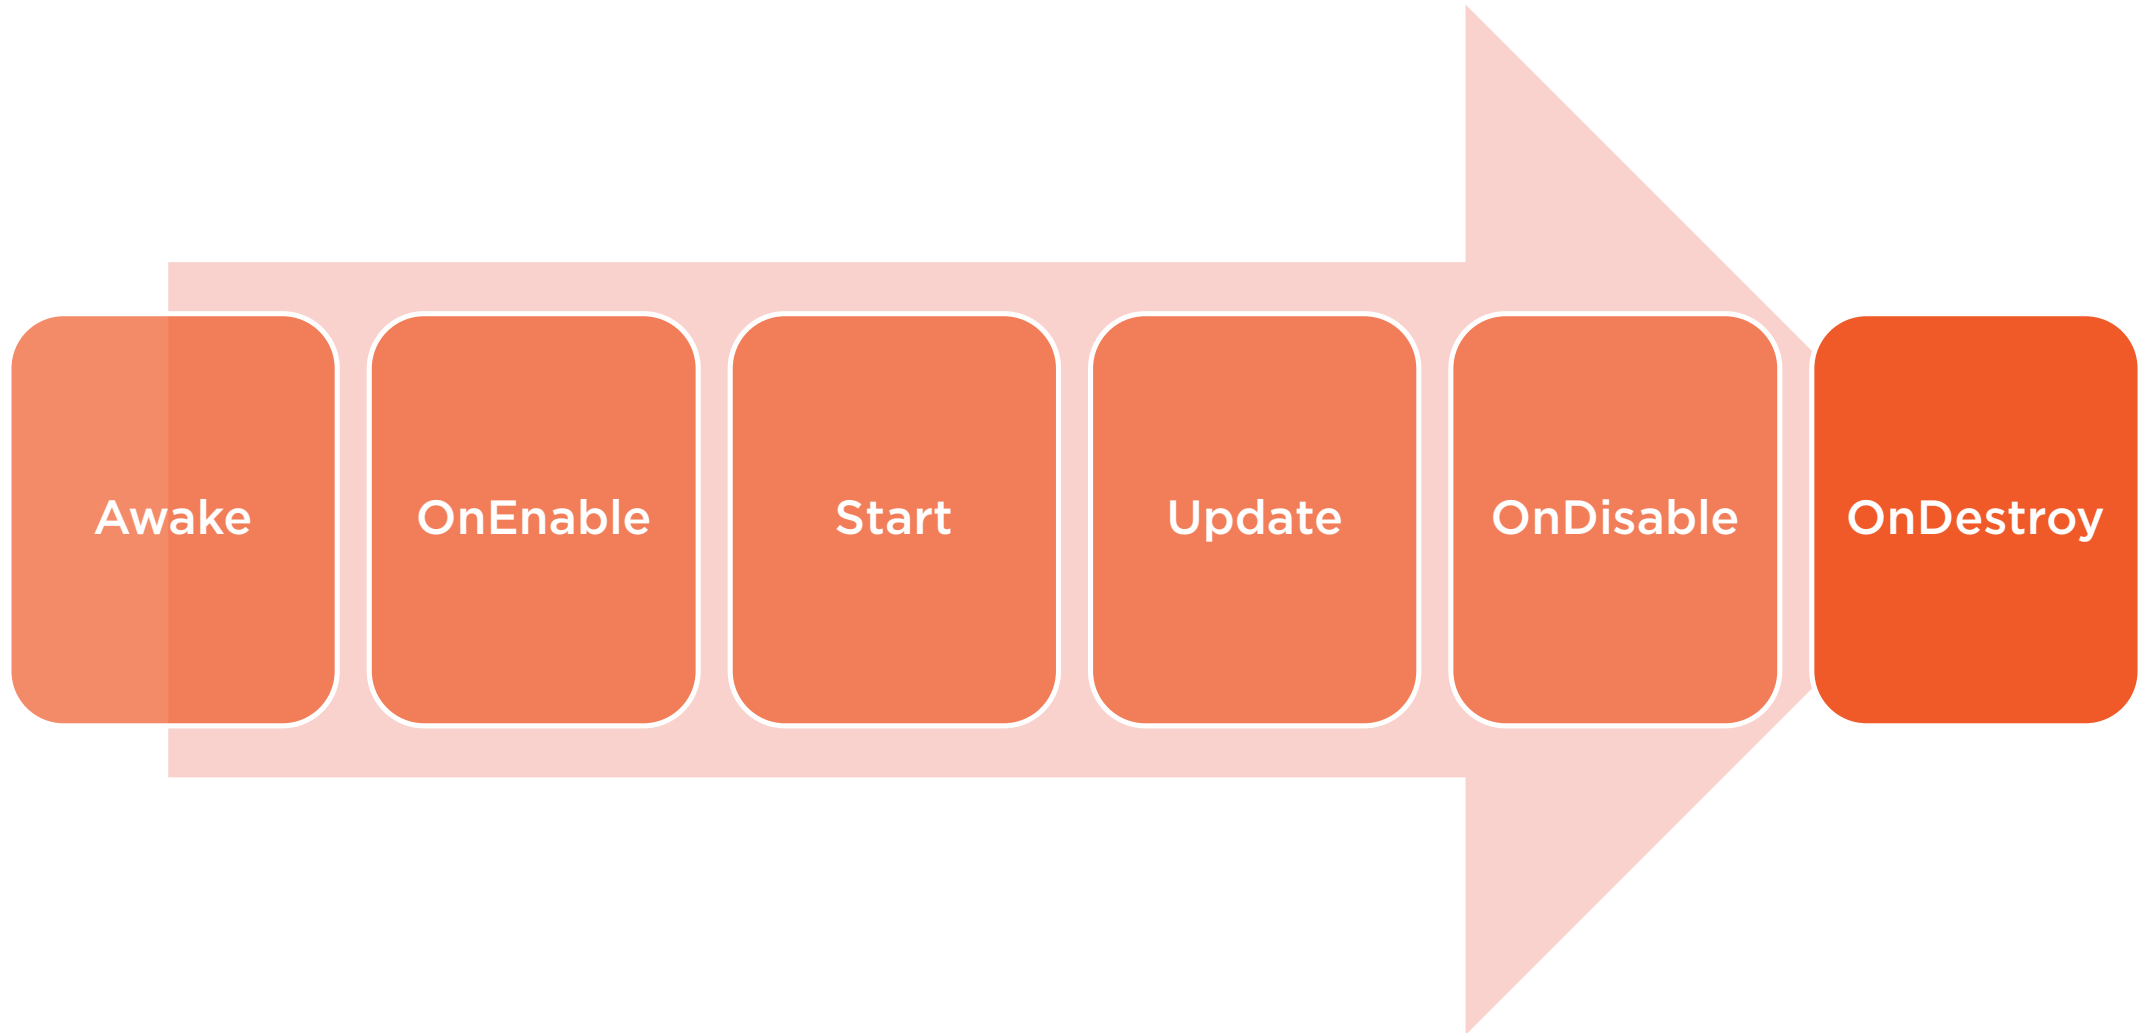 Awake
OnEnable
Start
Update
OnDisable
OnDestroy